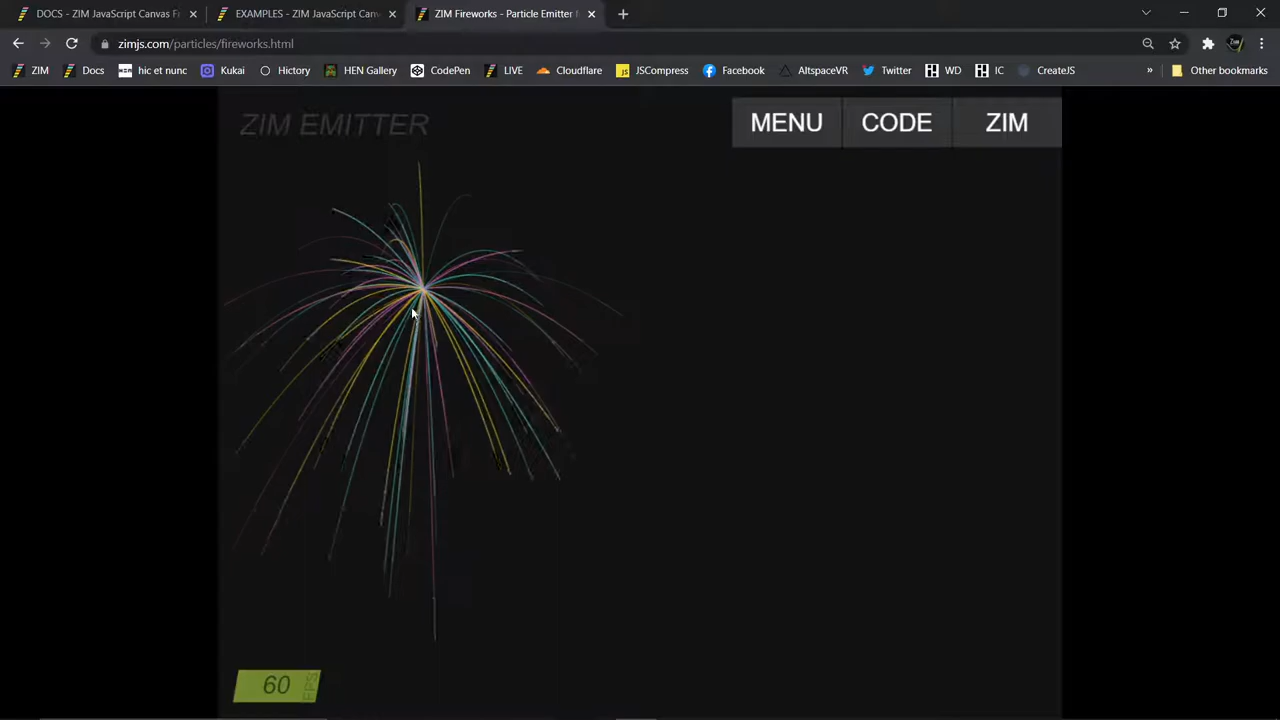 DOCS - ZIM JavaScript Canvas Fr
EXAMPLES - ZIM JavaScript Canv
ZIM Fireworks - Particle Emitter f
zimjs.com/particles/fireworks.html
ZIM
Docs
hic et nunc
Kukai
Hictory
HEN Gallery
CodePen
LIVE
Cloudflare
JSCompress
Facebook
AltspaceVR
Twitter
WD
IC
CreateJS
»
Other bookmarks
ZIM EMITTER
MENU
CODE
ZIM
60 FPS